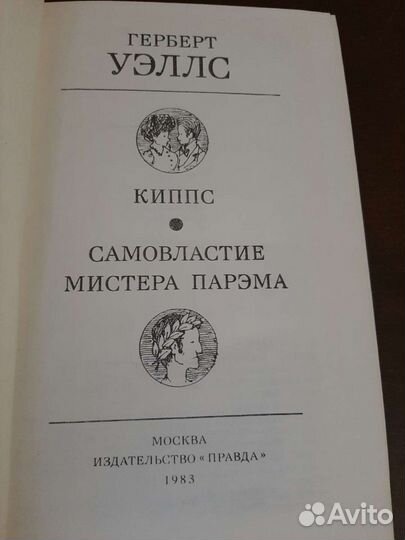 ГЕРБЕРТ
УЭЛЛС
КИППС
САМОВЛАСТИЕ
МИСТЕРА ПАРЭМА
МОСКВА
ИЗДАТЕЛЬСТВО «ПРАВДА»
1983
Avito